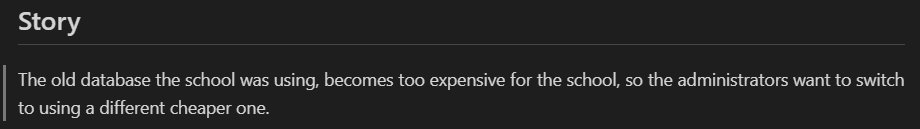 Story
The old database the school was using, becomes too expensive for the school, so the administrators want to switch
to using a different cheaper one.